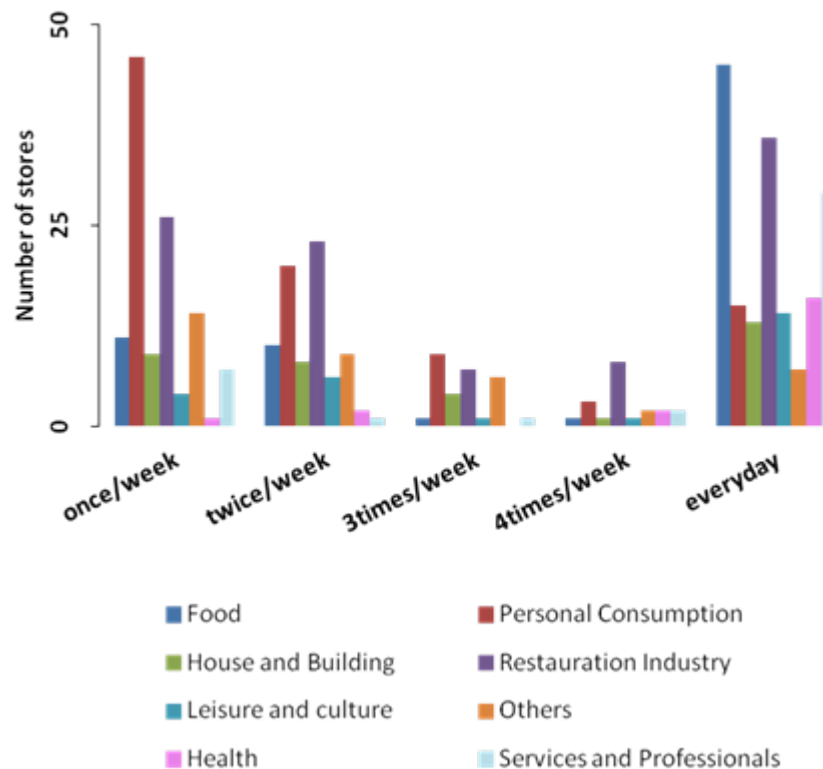 50
25
0
Number of stores
once/week
twice/week
3times/week
4times/week
everyday
Food
Personal Consumption
House and Building
Restauration Industry
Leisure and culture
Others
Health
Services and Professionals